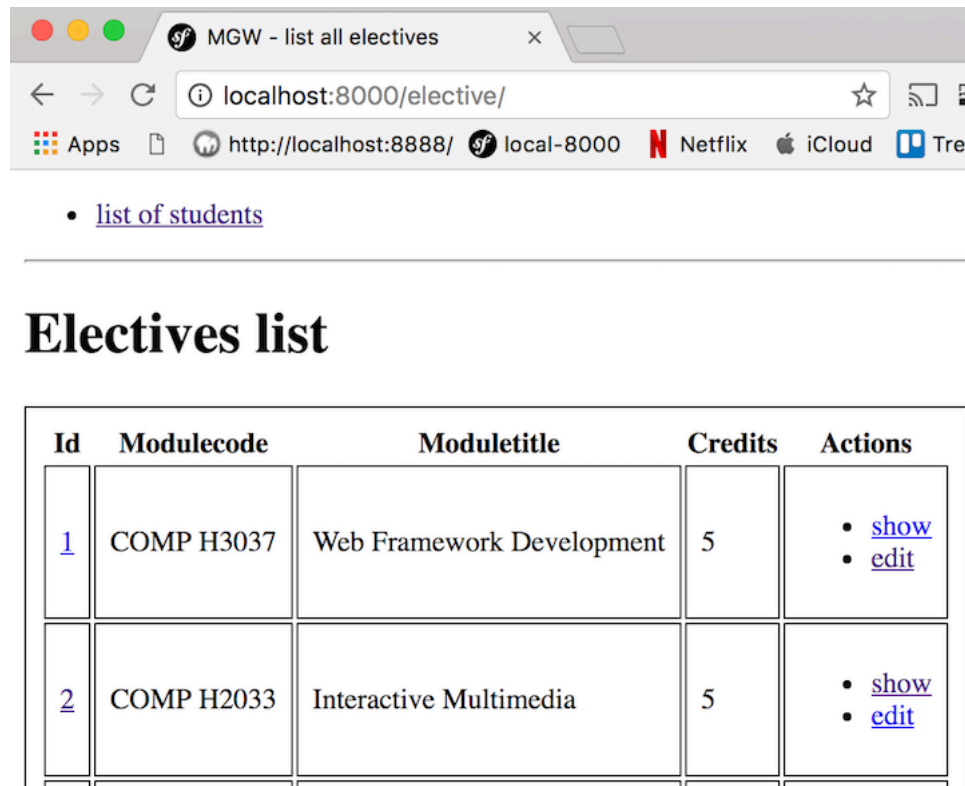 MGW - list all electives
localhost:8000/elective/
Apps http://localhost:8888/ local-8000 Netflix iCloud Tre
list of students
Electives list
Id Modulecode Moduletitle Credits Actions
1 COMP H3037 Web Framework Development 5
show
edit
2 COMP H2033 Interactive Multimedia 5
show
edit